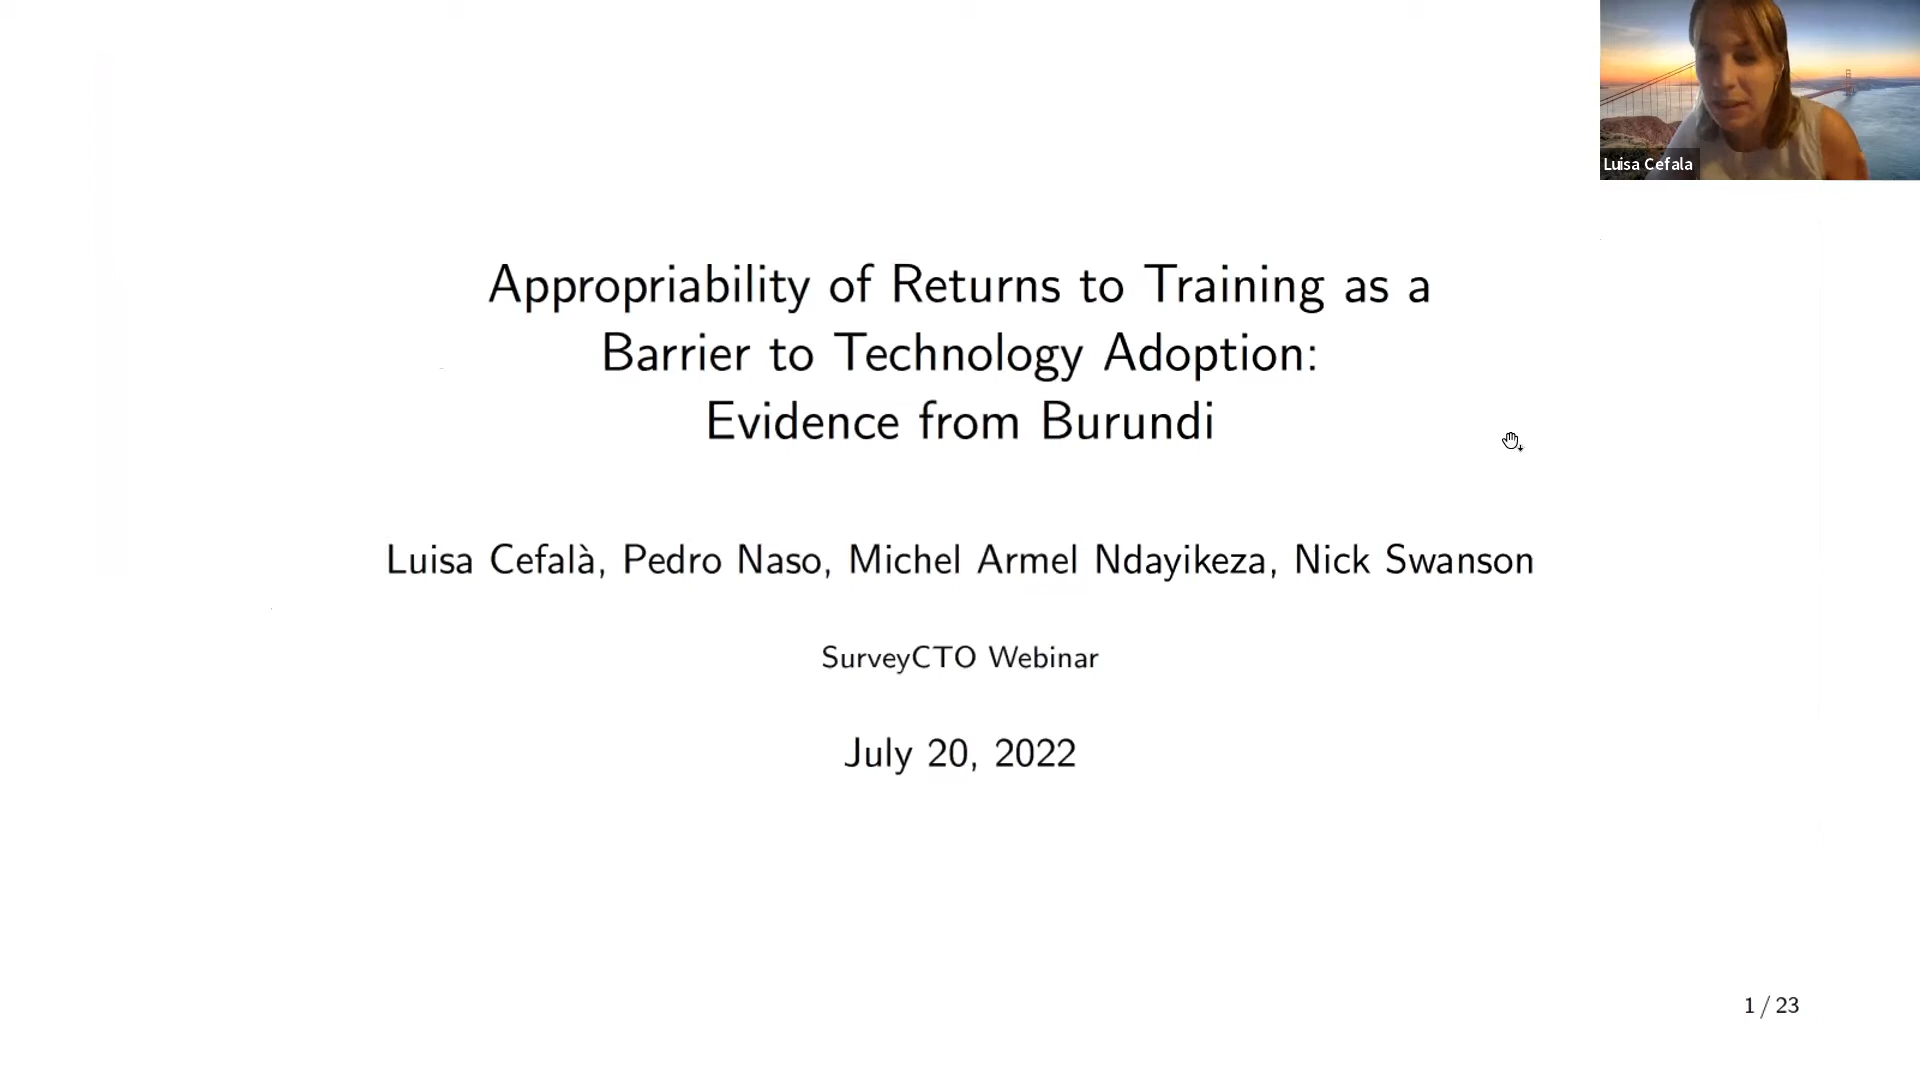 Luisa Cefala
Appropriability of Returns to Training as a
Barrier to Technology Adoption:
Evidence from Burundi
Luisa Cefalà, Pedro Naso, Michel Armel Ndayikeza, Nick Swanson
SurveyCTO Webinar
July 20, 2022
1 / 23